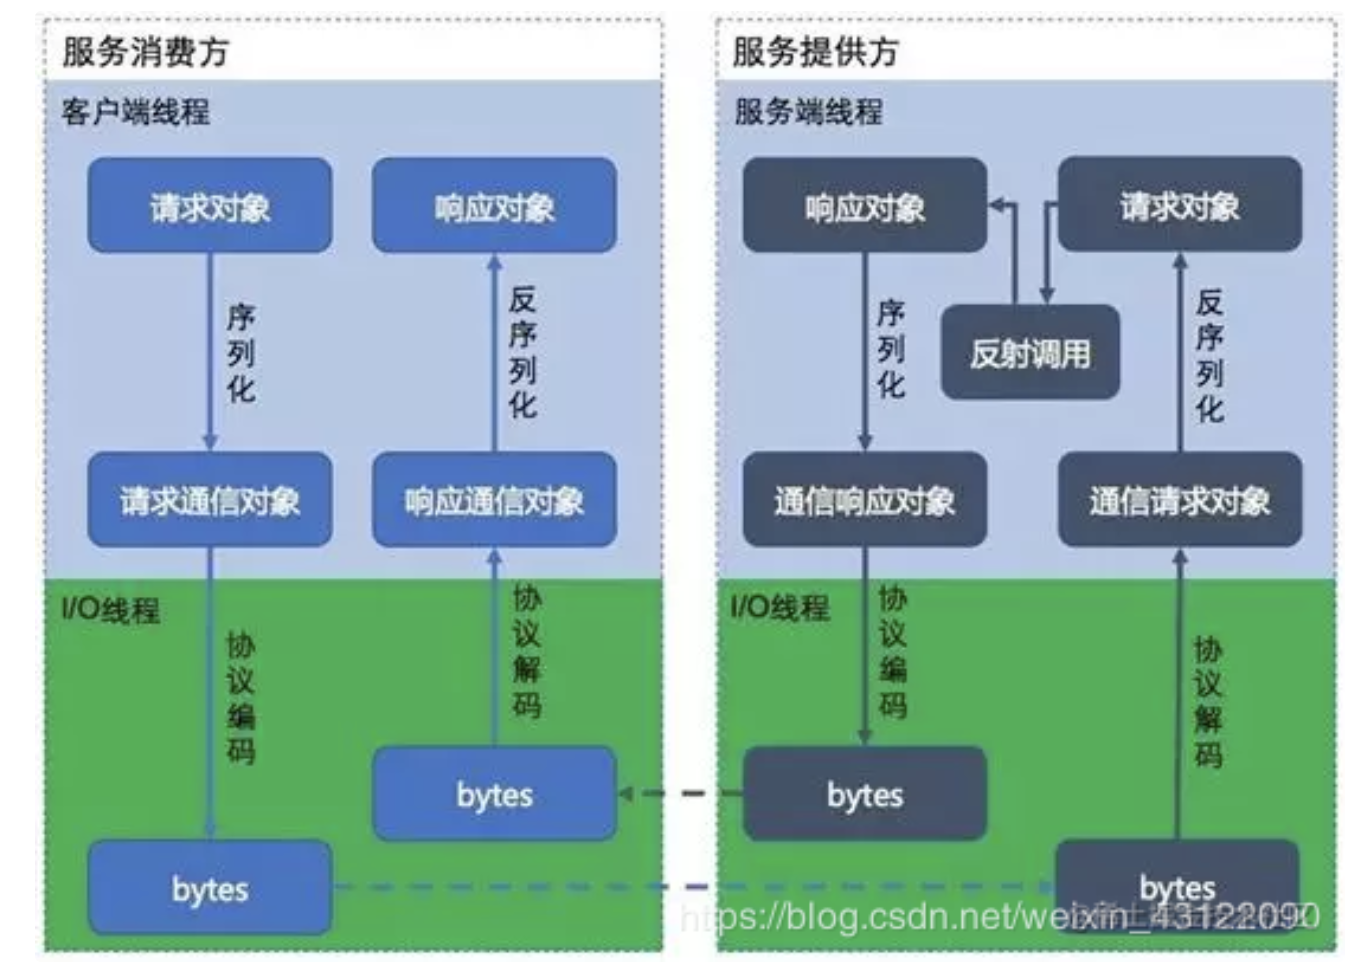 服务消费方
客户端线程
请求对象
响应对象
序列化
反序列化
请求通信对象
响应通信对象
I/O线程
协议编码
协议解码
bytes
bytes
服务提供方
服务端线程
响应对象
请求对象
反射调用
序列化
反序列化
通信响应对象
通信请求对象
I/O线程
协议编码
协议解码
bytes
bytes
https://blog.csdn.net/weixin_43122090